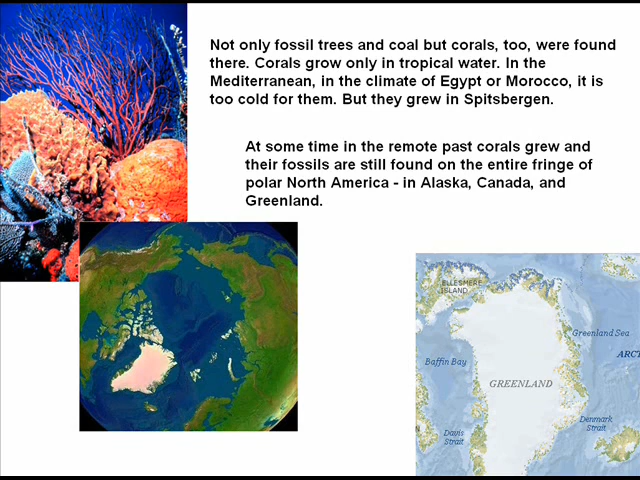 Not only fossil trees and coal but corals, too, were found
there. Corals grow only in tropical water. In the
Mediterranean, in the climate of Egypt or Morocco, it is
too cold for them. But they grew in Spitsbergen.
At some time in the remote past corals grew and
their fossils are still found on the entire fringe of
polar North America - in Alaska, Canada, and
Greenland.
ELLESMERE
ISLAND
Greenland Sea
ARCT
Baffin Bay
GREENLAND
Denmark
Strait
Davis
Strait